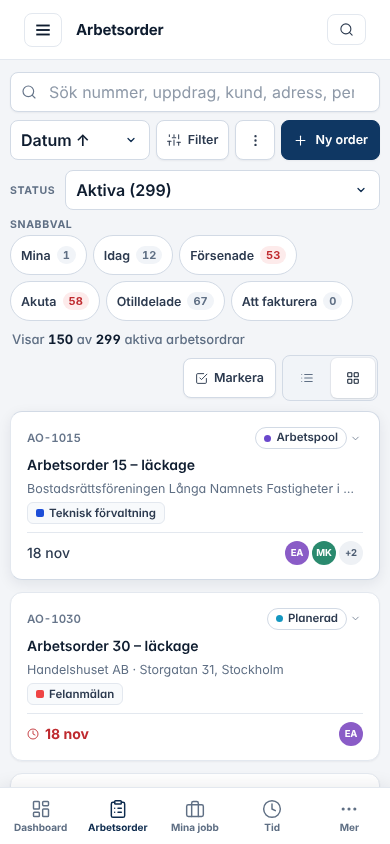 Arbetsorder
Sök nummer, uppdrag, kund, adress, per
Datum ↑
Filter
Ny order
STATUS
Aktiva (299)
SNABBVAL
Mina 1
Idag 12
Försenade 53
Akuta 58
Otilldelade 67
Att fakturera 0
Visar 150 av 299 aktiva arbetsordrar
Markera
AO-1015
Arbetspool
Arbetsorder 15 – läckage
Bostadsrättsföreningen Långa Namnets Fastigheter i ...
Teknisk förvaltning
18 nov
EA MK +2
AO-1030
Planerad
Arbetsorder 30 – läckage
Handelshuset AB · Storgatan 31, Stockholm
Felanmälan
18 nov
EA
Dashboard Arbetsorder Mina jobb Tid Mer